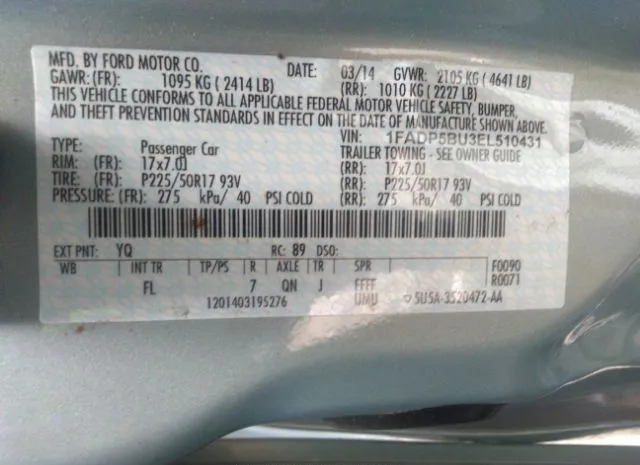 MFD. BY FORD MOTOR CO. DATE: 03/14 GVWR: 2105 KG ( 4641 LB)
GAWR: (FR): 1095 KG ( 2414 LB) (RR): 1010 KG ( 2227 LB)
THIS VEHICLE CONFORMS TO ALL APPLICABLE FEDERAL MOTOR VEHICLE SAFETY, BUMPER,
AND THEFT PREVENTION STANDARDS IN EFFECT ON THE DATE OF MANUFACTURE SHOWN ABOVE.
VIN: 1FADP5BU3EL510431
TYPE: Passenger Car TRAILER TOWING - SEE OWNER GUIDE
RIM: (FR): 17x7.0J (RR): 17x7.0J
TIRE: (FR): P225/50R17 93V (RR): P225/50R17 93V
PRESSURE: (FR): 275 kPa/ 40 PSI COLD (RR): 275 kPa/ 40 PSI COLD
EXT PNT: YQ RC: 89 DSO:
WB INT TR TP/PS R AXLE TR SPR F0090
FL 7 QN J FFFF R0071
1201403195276 UMU 5U5A-3520472-AA